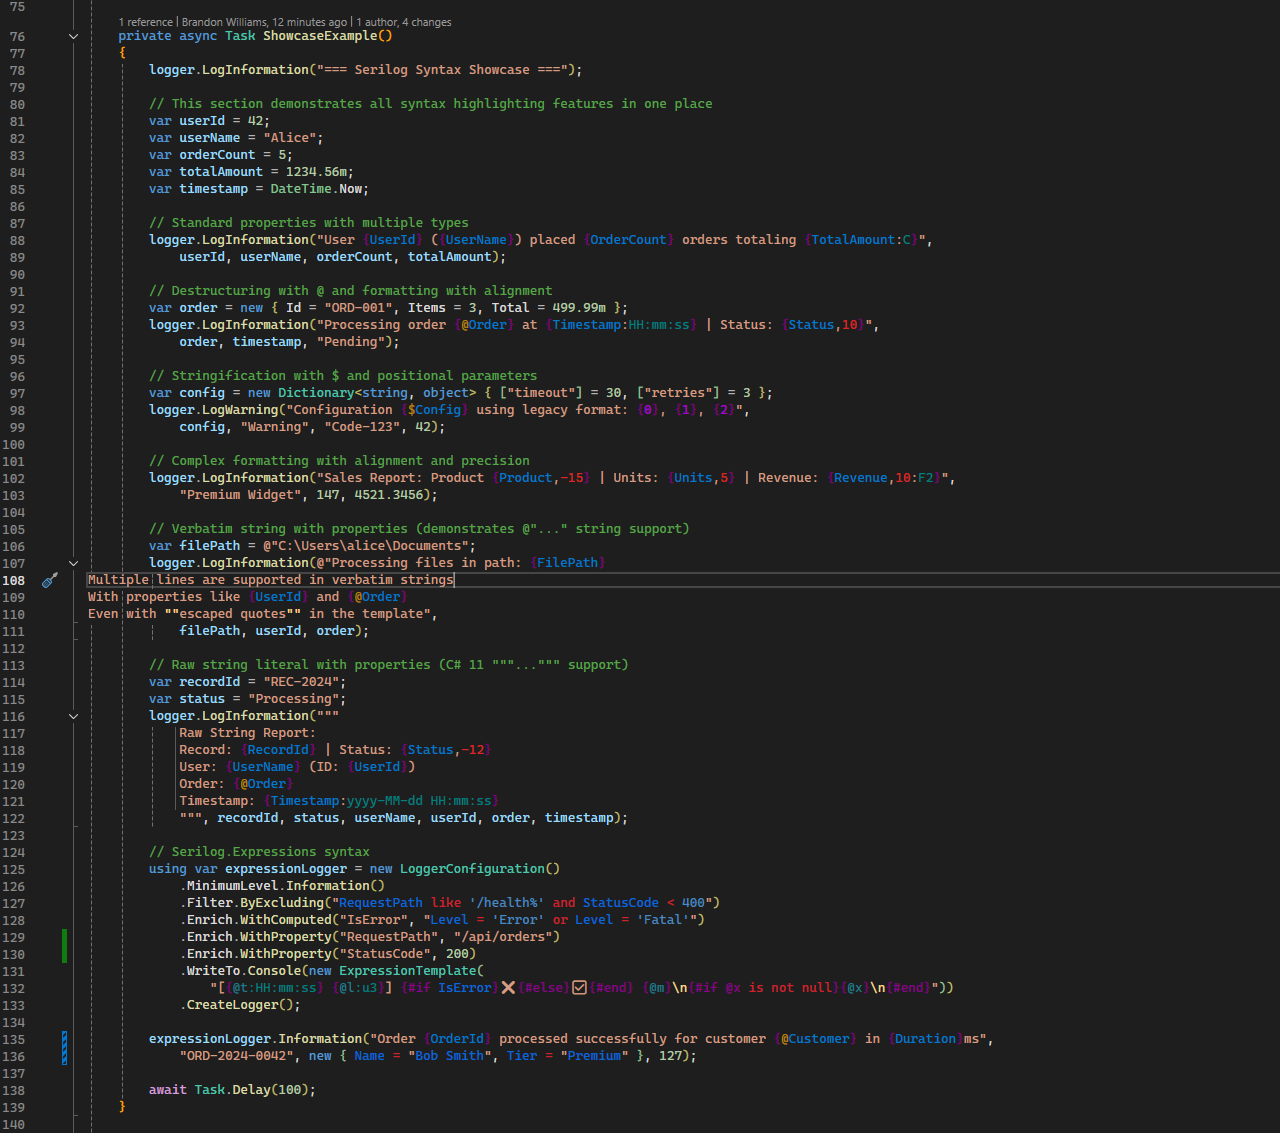 75
1 reference | Brandon Williams, 12 minutes ago | 1 author, 4 changes
76 private async Task ShowcaseExample()
77 {
78 logger.LogInformation("=== Serilog Syntax Showcase ===");
79
80 // This section demonstrates all syntax highlighting features in one place
81 var userId = 42;
82 var userName = "Alice";
83 var orderCount = 5;
84 var totalAmount = 1234.56m;
85 var timestamp = DateTime.Now;
86
87 // Standard properties with multiple types
88 logger.LogInformation("User {UserId} ({UserName}) placed {OrderCount} orders totaling {TotalAmount:C}",
89 userId, userName, orderCount, totalAmount);
90
91 // Destructuring with @ and formatting with alignment
92 var order = new { Id = "ORD-001", Items = 3, Total = 499.99m };
93 logger.LogInformation("Processing order {@Order} at {Timestamp:HH:mm:ss} | Status: {Status,10}",
94 order, timestamp, "Pending");
95
96 // Stringification with $ and positional parameters
97 var config = new Dictionary<string, object> { ["timeout"] = 30, ["retries"] = 3 };
98 logger.LogWarning("Configuration {$Config} using legacy format: {0}, {1}, {2}",
99 config, "Warning", "Code-123", 42);
100
101 // Complex formatting with alignment and precision
102 logger.LogInformation("Sales Report: Product {Product,-15} | Units: {Units,5} | Revenue: {Revenue,10:F2}",
103 "Premium Widget", 147, 4521.3456);
104
105 // Verbatim string with properties (demonstrates @"..." string support)
106 var filePath = @"C:\Users\alice\Documents";
107 logger.LogInformation(@"Processing files in path: {FilePath}
108 Multiple lines are supported in verbatim strings
109 With properties like {UserId} and {@Order}
110 Even with ""escaped quotes"" in the template",
111 filePath, userId, order);
112
113 // Raw string literal with properties (C# 11 """...""" support)
114 var recordId = "REC-2024";
115 var status = "Processing";
116 logger.LogInformation("""
117 Raw String Report:
118 Record: {RecordId} | Status: {Status,-12}
119 User: {UserName} (ID: {UserId})
120 Order: {@Order}
121 Timestamp: {Timestamp:yyyy-MM-dd HH:mm:ss}
122 """, recordId, status, userName, userId, order, timestamp);
123
124 // Serilog.Expressions syntax
125 using var expressionLogger = new LoggerConfiguration()
126 .MinimumLevel.Information()
127 .Filter.ByExcluding("RequestPath like '/health%' and StatusCode < 400")
128 .Enrich.WithComputed("IsError", "Level = 'Error' or Level = 'Fatal'")
129 .Enrich.WithProperty("RequestPath", "/api/orders")
130 .Enrich.WithProperty("StatusCode", 200)
131 .WriteTo.Console(new ExpressionTemplate(
132 "[{@t:HH:mm:ss} {@l:u3}] {#if IsError}❌{#else}✅{#end} {@m}\n{#if @x is not null}{@x}\n{#end}"))
133 .CreateLogger();
134
135 expressionLogger.Information("Order {OrderId} processed successfully for customer {@Customer} in {Duration}ms",
136 "ORD-2024-0042", new { Name = "Bob Smith", Tier = "Premium" }, 127);
137
138 await Task.Delay(100);
139 }
140